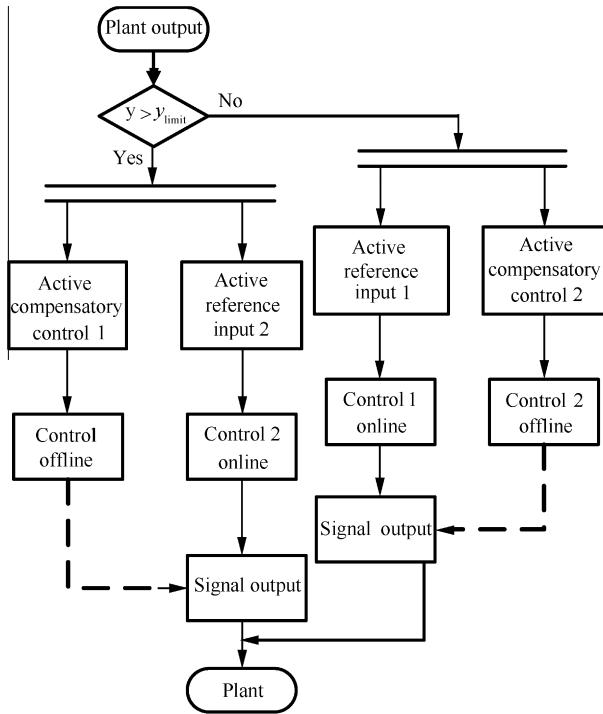 Plant output
y > y_limit
No
Yes
Active
compensatory
control 1
Active
reference
input 2
Active
reference
input 1
Active
compensatory
control 2
Control
offline
Control 2
online
Control 1
online
Control 2
offline
Signal output
Signal output
Plant